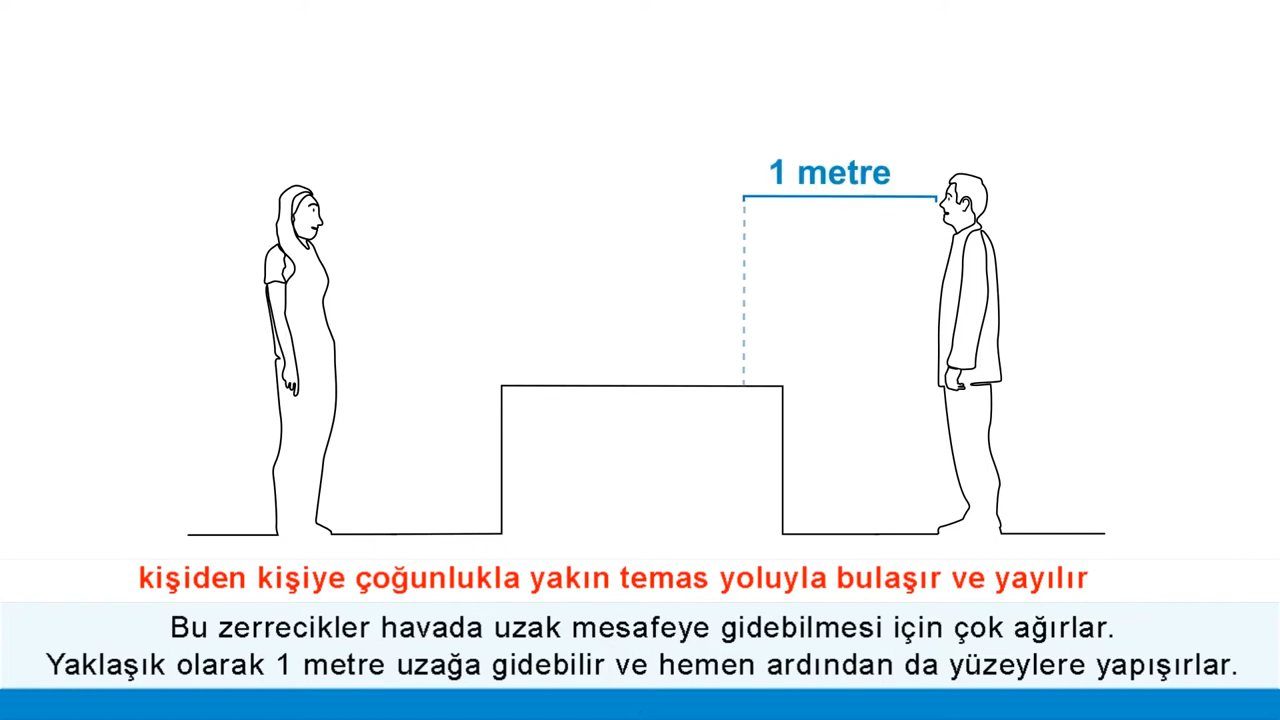 1 metre
kişiden kişiye çoğunlukla yakın temas yoluyla bulaşır ve yayılır
Bu zerrecikler havada uzak mesafeye gidebilmesi için çok ağırlar.
Yaklaşık olarak 1 metre uzağa gidebilir ve hemen ardından da yüzeylere yapışırlar.